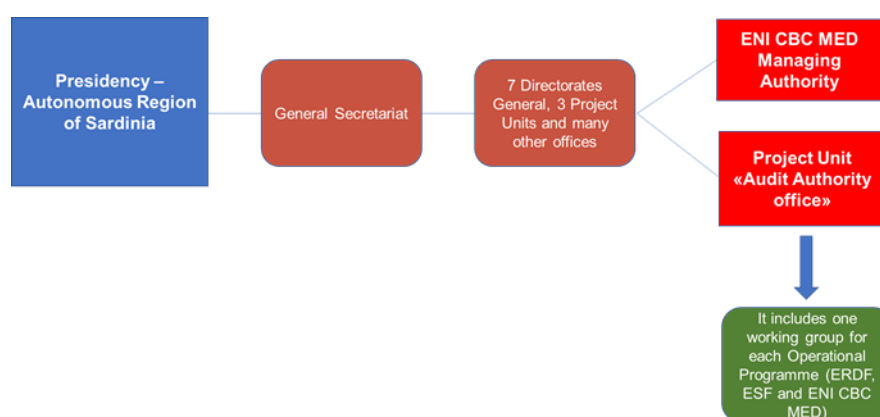 Presidency –
Autonomous Region
of Sardinia
General Secretariat
7 Directorates
General, 3 Project
Units and many
other offices
ENI CBC MED
Managing
Authority
Project Unit
«Audit Authority
office»
It includes one
working group for
each Operational
Programme (ERDF,
ESF and ENI CBC
MED)